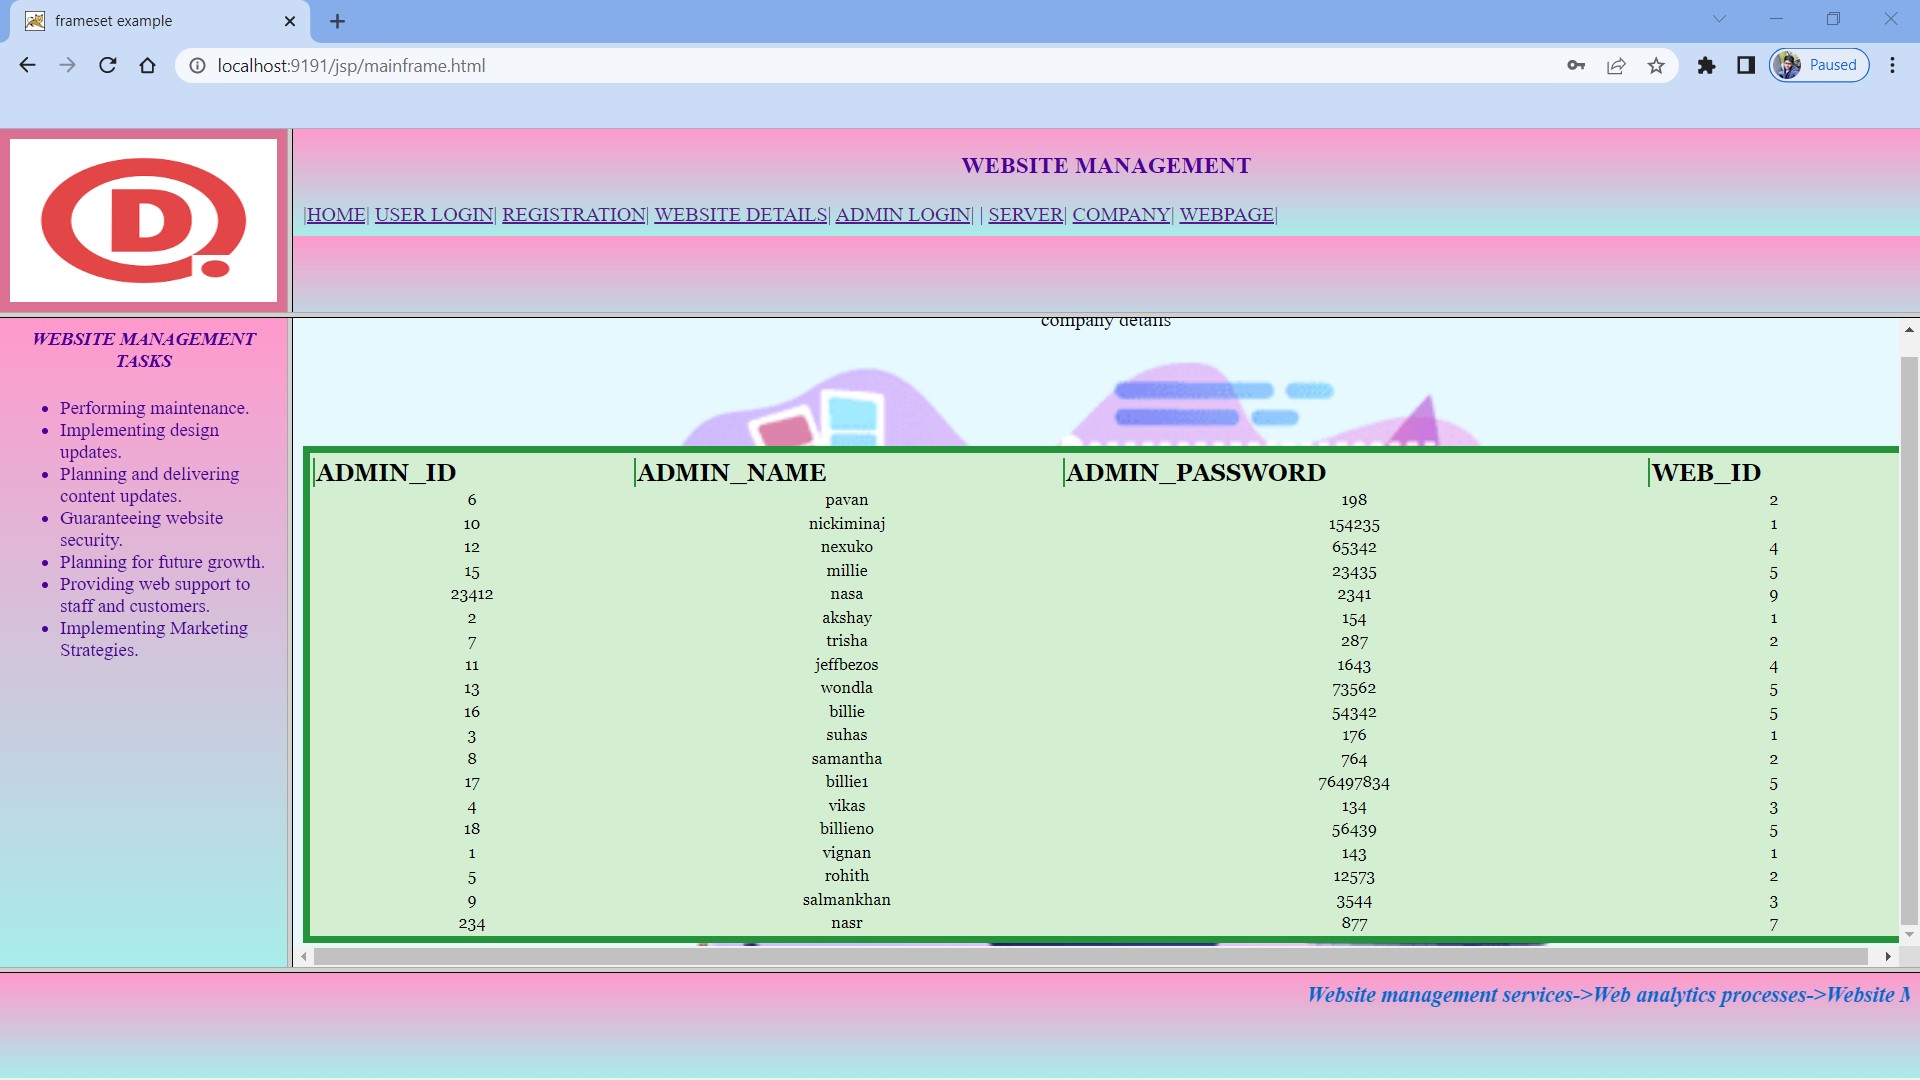 frameset example
localhost:9191/jsp/mainframe.html
Paused
D
WEBSITE MANAGEMENT
|HOME| USER LOGIN| REGISTRATION| WEBSITE DETAILS| ADMIN LOGIN| | SERVER| COMPANY| WEBPAGE|
WEBSITE MANAGEMENT
TASKS
• Performing maintenance.
• Implementing design
updates.
• Planning and delivering
content updates.
• Guaranteeing website
security.
• Planning for future growth.
• Providing web support to
staff and customers.
• Implementing Marketing
Strategies.
company details
ADMIN_ID ADMIN_NAME ADMIN_PASSWORD WEB_ID
6 pavan 198 2
10 nickiminaj 154235 1
12 nexuko 65342 4
15 millie 23435 5
23412 nasa 2341 9
2 akshay 154 1
7 trisha 287 2
11 jeffbezos 1643 4
13 wondla 73562 5
16 billie 54342 5
3 suhas 176 1
8 samantha 764 2
17 billie1 76497834 5
4 vikas 134 3
18 billieno 56439 5
1 vignan 143 1
5 rohith 12573 2
9 salmankhan 3544 3
234 nasr 877 7
Website management services->Web analytics processes->Website